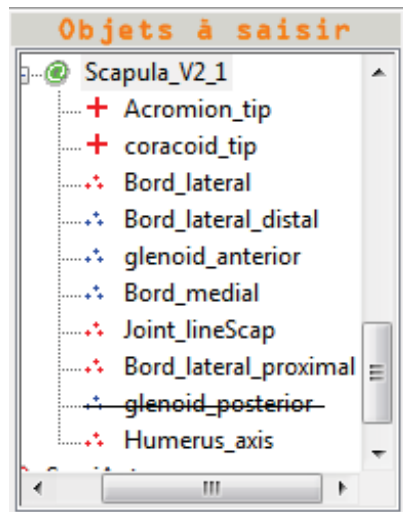 Objets à saisir
Scapula_V2_1
Acromion_tip
coracoid_tip
Bord_lateral
Bord_lateral_distal
glenoid_anterior
Bord_medial
Joint_lineScap
Bord_lateral_proximal
glenoid_posterior
Humerus_axis